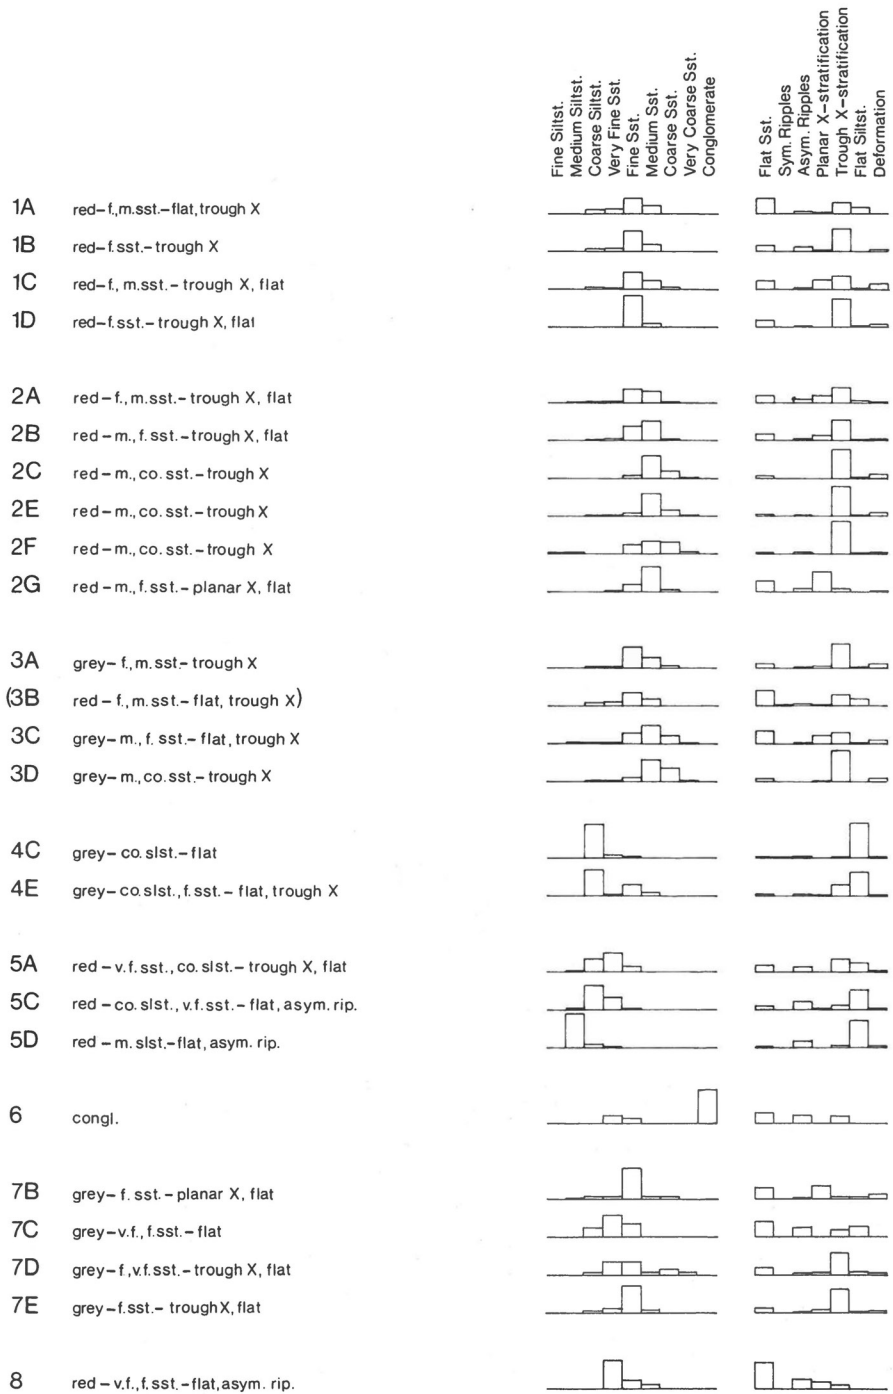 Fine Siltst.
Medium Siltst.
Coarse Siltst.
Very Fine Sst.
Fine Sst.
Medium Sst.
Coarse Sst.
Very Coarse Sst.
Conglomerate
Flat Sst.
Sym. Ripples
Asym. Ripples
Planar X-stratification
Trough X-stratification
Flat Siltst.
Deformation
1A red-f.,m.sst.-flat,trough X
1B red-f.sst.-trough X
1C red-f., m.sst.- trough X, flat
1D red-f.sst.-trough X, flat
2A red-f., m.sst.-trough X, flat
2B red-m., f. sst.-trough X, flat
2C red-m., co. sst.-trough X
2E red-m., co. sst.-trough X
2F red-m., co. sst.-trough X
2G red-m., f. sst.- planar X, flat
3A grey-f., m.sst.-trough X
(3B red-f., m. sst.-flat, trough X)
3C grey-m., f. sst.-flat, trough X
3D grey-m., co. sst.-trough X
4C grey-co. slst.-flat
4E grey-co.slst., f. sst.- flat, trough X
5A red-v.f. sst., co. slst.-trough X, flat
5C red-co. slst., v.f. sst.-flat, asym. rip.
5D red-m. slst.-flat, asym. rip.
6 congl.
7B grey-f. sst.-planar X, flat
7C grey-v.f., f.sst.-flat
7D grey-f.,v.f. sst.-trough X, flat
7E grey-f.sst.- trough X, flat
8 red-v.f., f. sst.-flat, asym. rip.